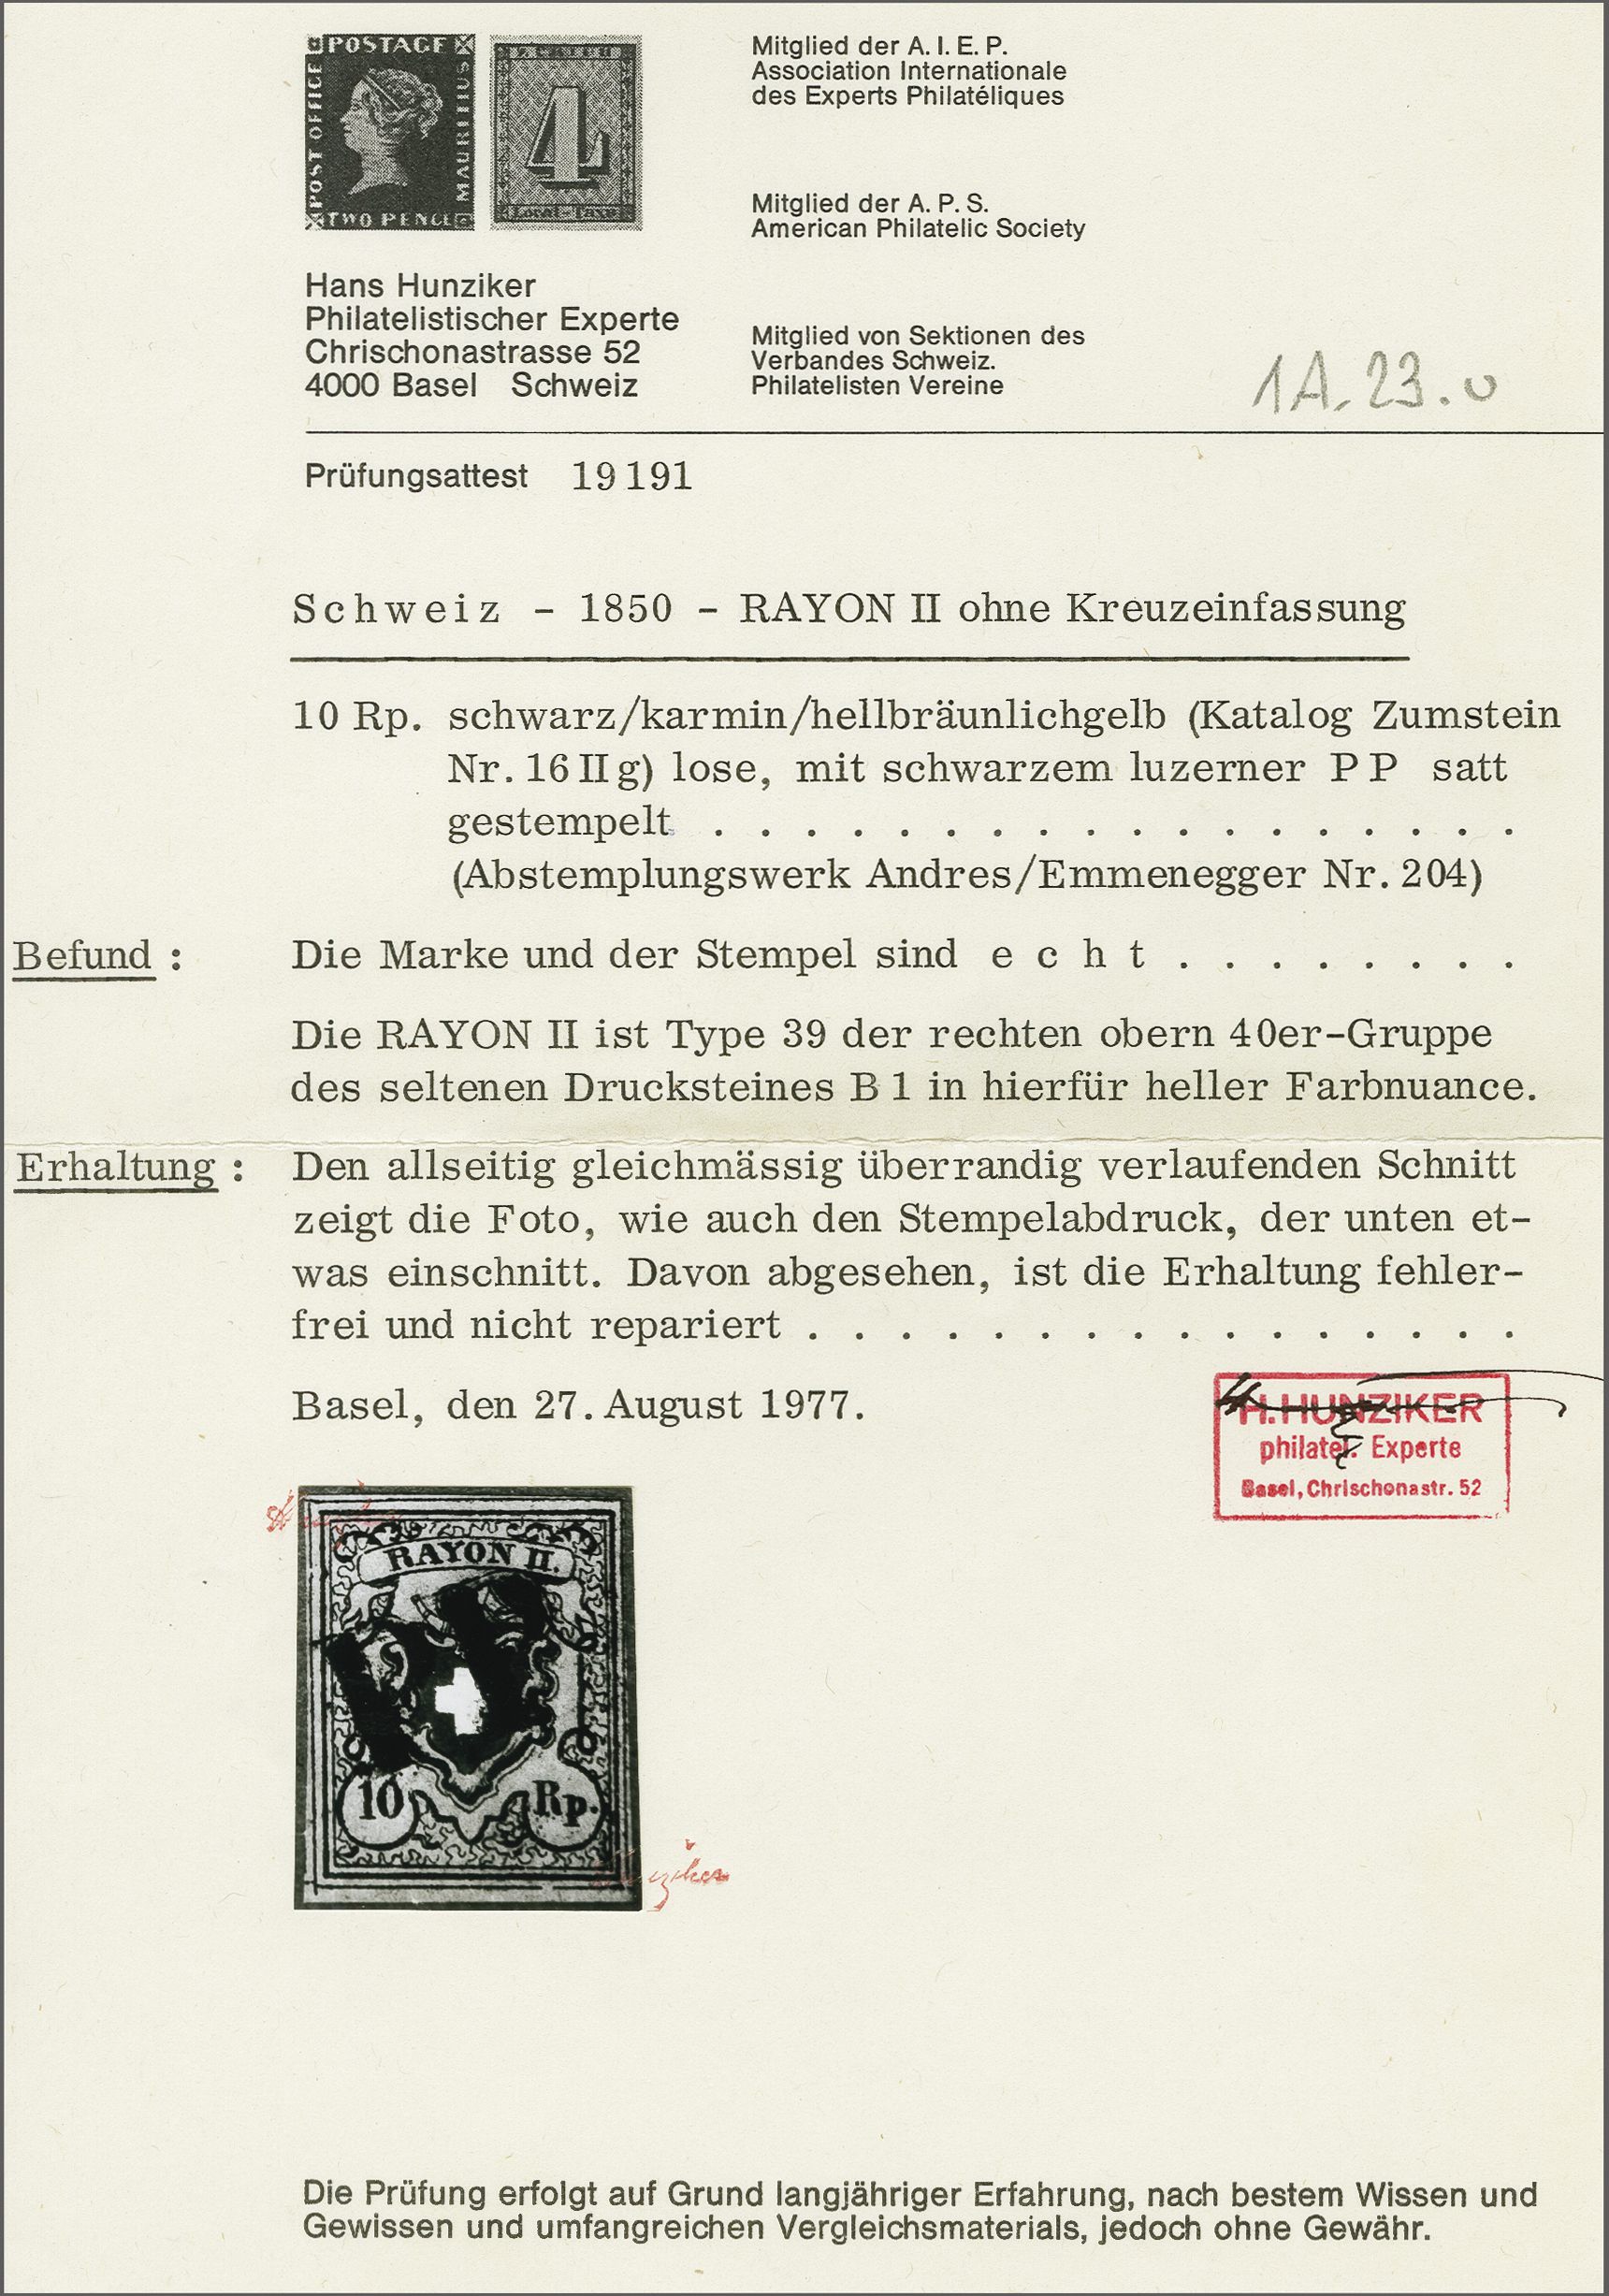 POSTAGE
POST OFFICE
MAURITIUS
TWO PENCE
4
Local-Taxe
Mitglied der A. I. E. P.
Association Internationale
des Experts Philatéliques
Mitglied der A. P. S.
American Philatelic Society
Hans Hunziker
Philatelistischer Experte
Chrischonastrasse 52
4000 Basel Schweiz
Mitglied von Sektionen des
Verbandes Schweiz.
Philatelisten Vereine
1A. 23.
Prüfungsattest 19 191
Schweiz - 1850 - RAYON II ohne Kreuzeinfassung
10 Rp. schwarz/karmin/hellbräunlichgelb (Katalog Zumstein
Nr. 16 II g) lose, mit schwarzem luzerner P P satt
gestempelt . . . . . . . . . . . . . . . . . .
(Abstemplungswerk Andres/Emmenegger Nr. 204)
Befund : Die Marke und der Stempel sind e c h t . . . . . . . .
Die RAYON II ist Type 39 der rechten obern 40er-Gruppe
des seltenen Drucksteines B 1 in hierfür heller Farbnuance.
Erhaltung : Den allseitig gleichmässig überrandig verlaufenden Schnitt
zeigt die Foto, wie auch den Stempelabdruck, der unten et-
was einschnitt. Davon abgesehen, ist die Erhaltung fehler-
frei und nicht repariert . . . . . . . . . . . . . . . .
Basel, den 27. August 1977.
H. HUNZIKER
philatel. Experte
Basel, Chrischonastr. 52
RAYON II.
10 Rp.
Die Prüfung erfolgt auf Grund langjähriger Erfahrung, nach bestem Wissen und
Gewissen und umfangreichen Vergleichsmaterials, jedoch ohne Gewähr.